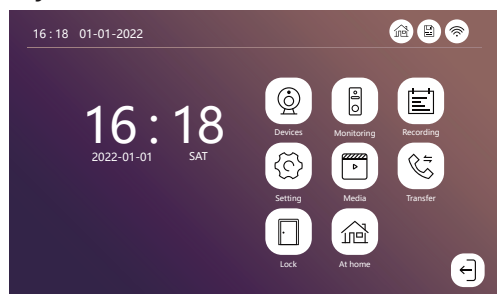 16 : 18 01-01-2022
16 : 18
2022-01-01 SAT
Devices Monitoring Recording
Setting Media Transfer
Lock At home